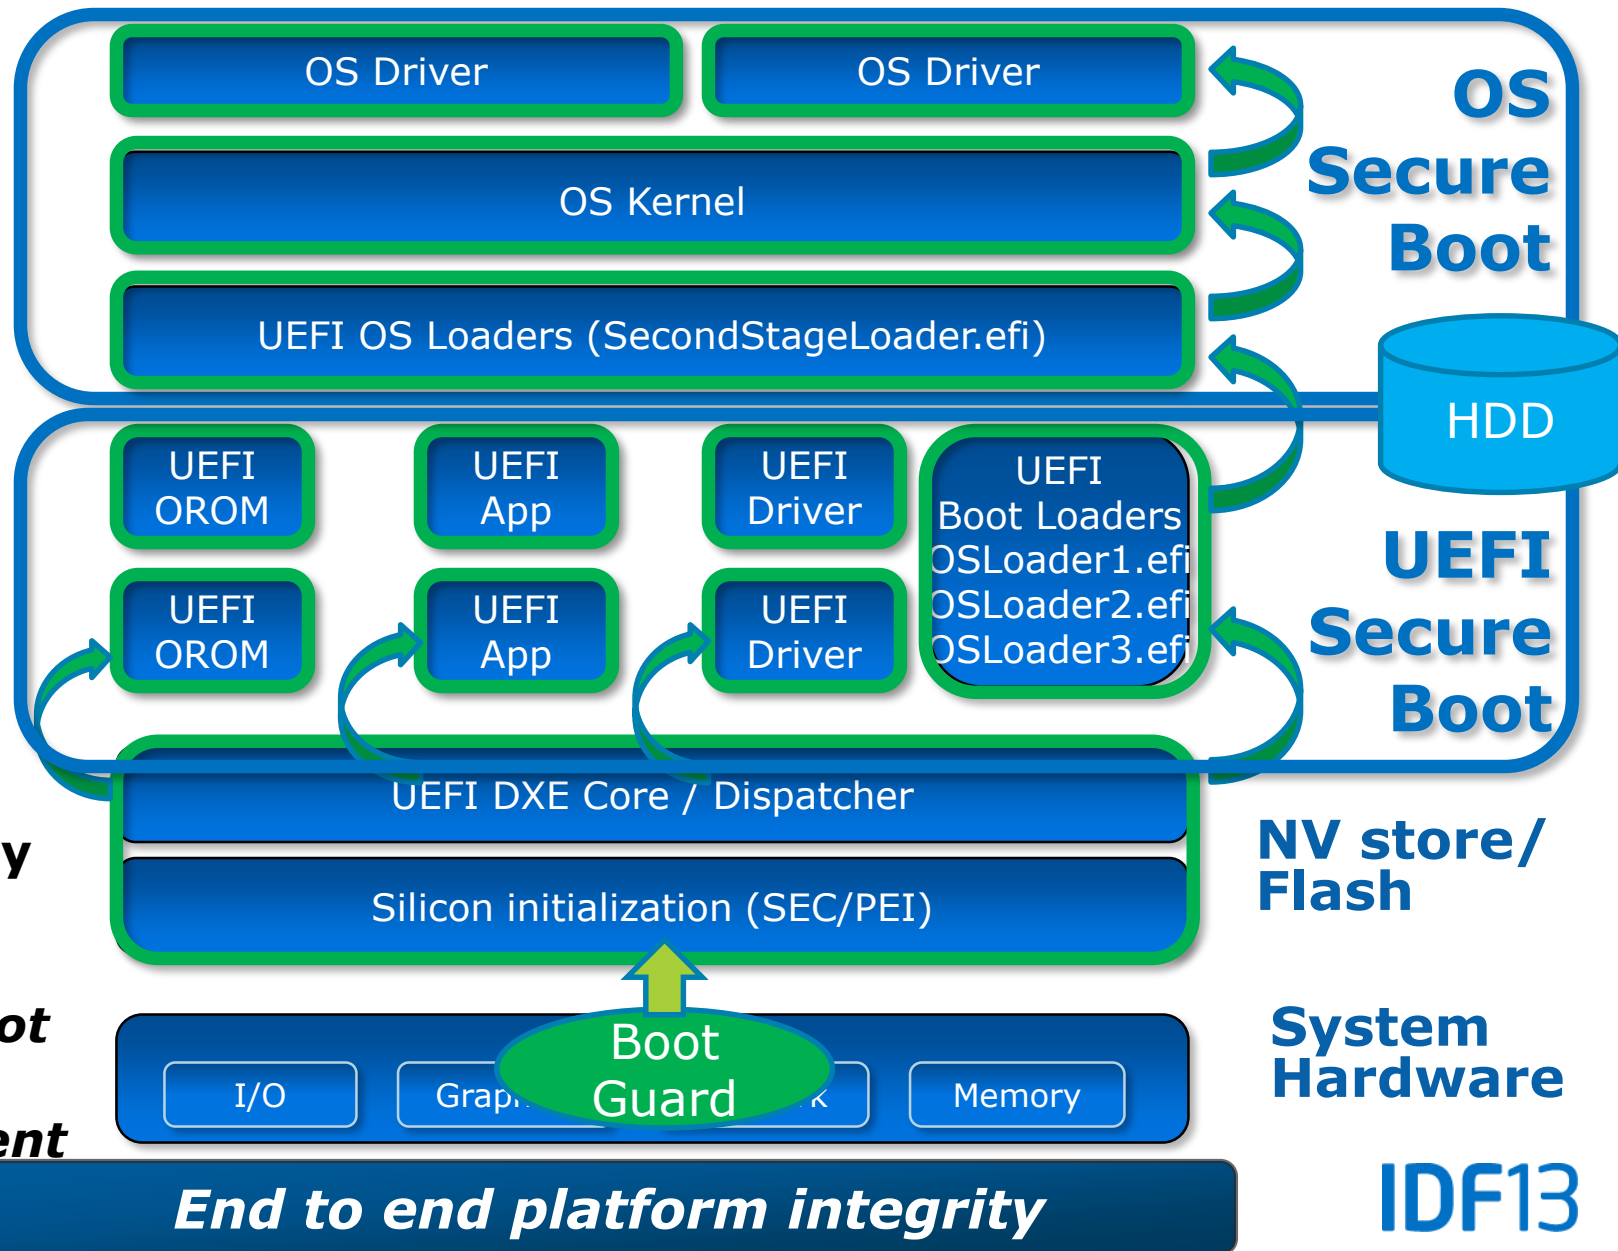 OS Driver
OS Driver
OS
Secure
Boot
OS Kernel
UEFI OS Loaders (SecondStageLoader.efi)
HDD
UEFI
OROM
UEFI
App
UEFI
Driver
UEFI
Boot Loaders
OSLoader1.efi
OSLoader2.efi
OSLoader3.efi
UEFI
OROM
UEFI
App
UEFI
Driver
UEFI
Secure
Boot
UEFI DXE Core / Dispatcher
Silicon initialization (SEC/PEI)
NV store/
Flash
Boot
Guard
I/O
Memory
System
Hardware
End to end platform integrity
IDF13